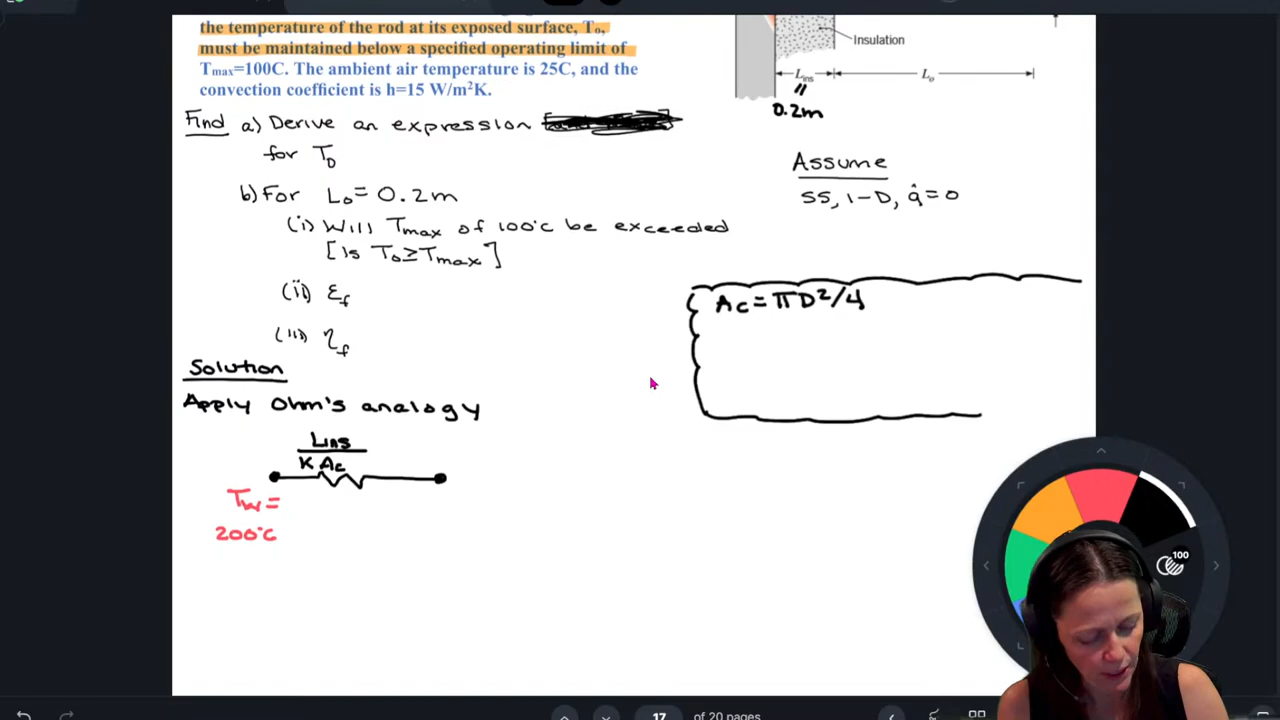 the temperature of the rod at its exposed surface, To,
must be maintained below a specified operating limit of
Tmax=100C. The ambient air temperature is 25C, and the
convection coefficient is h=15 W/m²K.
Insulation
Lins
Lo
0.2m
Find a) Derive an expression
for To
b) For Lo = 0.2m
(i) Will Tmax of 100°C be exceeded
[Is To ≥ Tmax]
(ii) εf
(iii) ηf
Assume
SS, 1-D, q̇ = 0
Ac = πD²/4
Solution
Apply Ohm's analogy
Lins
K Ac
Tw =
200°C
100
17 of 20 pages